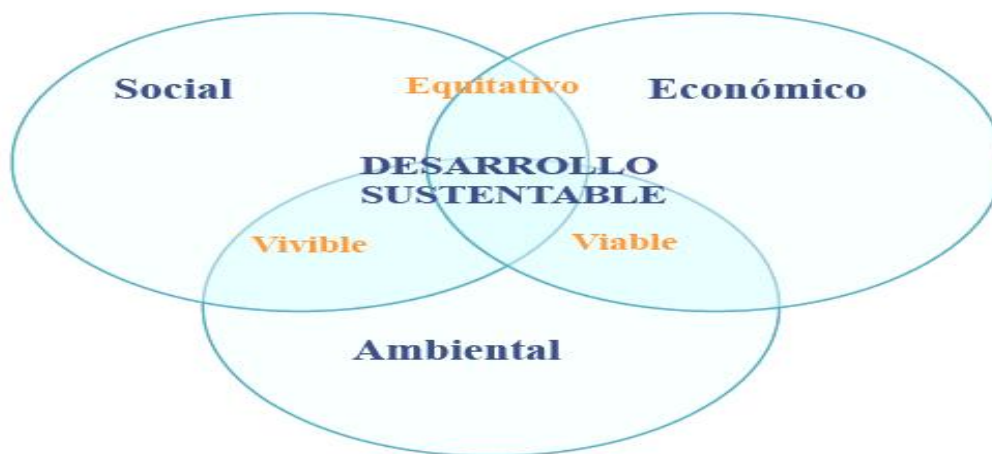 Social
Equitativo
Económico
DESARROLLO
SUSTENTABLE
Vivible
Viable
Ambiental